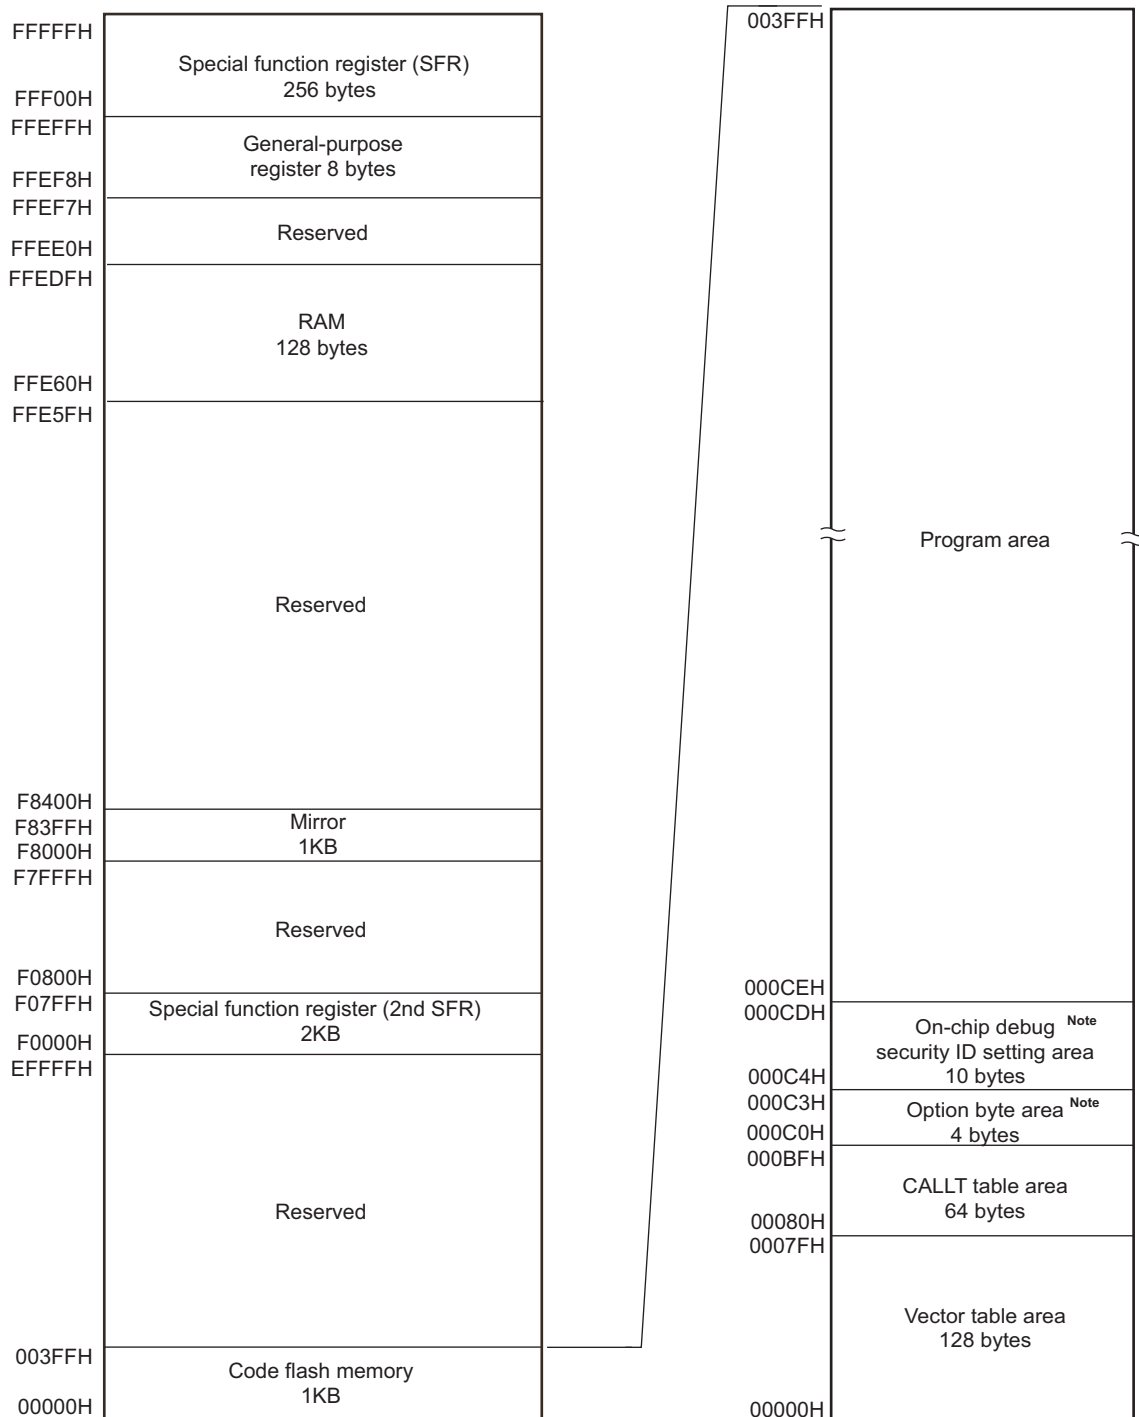 FFFFFH
Special function register (SFR)
256 bytes
FFF00H
FFEFFH
General-purpose
register 8 bytes
FFEF8H
FFEF7H
Reserved
FFEE0H
FFEDFH
RAM
128 bytes
FFE60H
FFE5FH
Reserved
F8400H
F83FFH
Mirror
1KB
F8000H
F7FFFH
Reserved
F0800H
F07FFH
Special function register (2nd SFR)
2KB
F0000H
EFFFFH
Reserved
003FFH
Code flash memory
1KB
00000H
003FFH
Program area
000CEH
000CDH
On-chip debug Note
security ID setting area
10 bytes
000C4H
000C3H
Option byte area Note
4 bytes
000C0H
000BFH
CALLT table area
64 bytes
00080H
0007FH
Vector table area
128 bytes
00000H